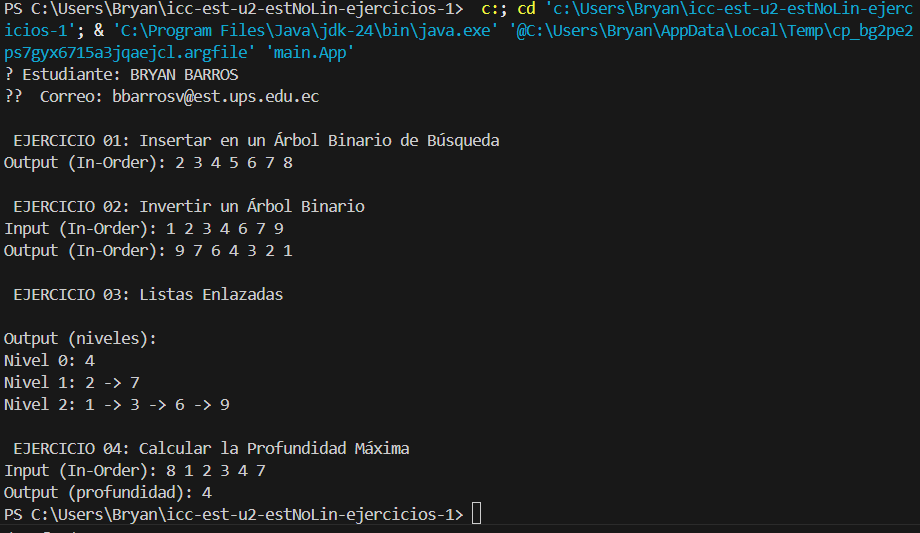 PS C:\Users\Bryan\icc-est-u2-estNoLin-ejercicios-1>  c:; cd 'c:\Users\Bryan\icc-est-u2-estNoLin-ejerc
icios-1'; & 'C:\Program Files\Java\jdk-24\bin\java.exe' '@C:\Users\Bryan\AppData\Local\Temp\cp_bg2pe2
ps7gyx6715a3jqaejcl.argfile' 'main.App'
? Estudiante: BRYAN BARROS
??  Correo: bbarrosv@est.ups.edu.ec
EJERCICIO 01: Insertar en un Árbol Binario de Búsqueda
Output (In-Order): 2 3 4 5 6 7 8
EJERCICIO 02: Invertir un Árbol Binario
Input (In-Order): 1 2 3 4 6 7 9
Output (In-Order): 9 7 6 4 3 2 1
EJERCICIO 03: Listas Enlazadas
Output (niveles):
Nivel 0: 4
Nivel 1: 2 -> 7
Nivel 2: 1 -> 3 -> 6 -> 9
EJERCICIO 04: Calcular la Profundidad Máxima
Input (In-Order): 8 1 2 3 4 7
Output (profundidad): 4
PS C:\Users\Bryan\icc-est-u2-estNoLin-ejercicios-1>